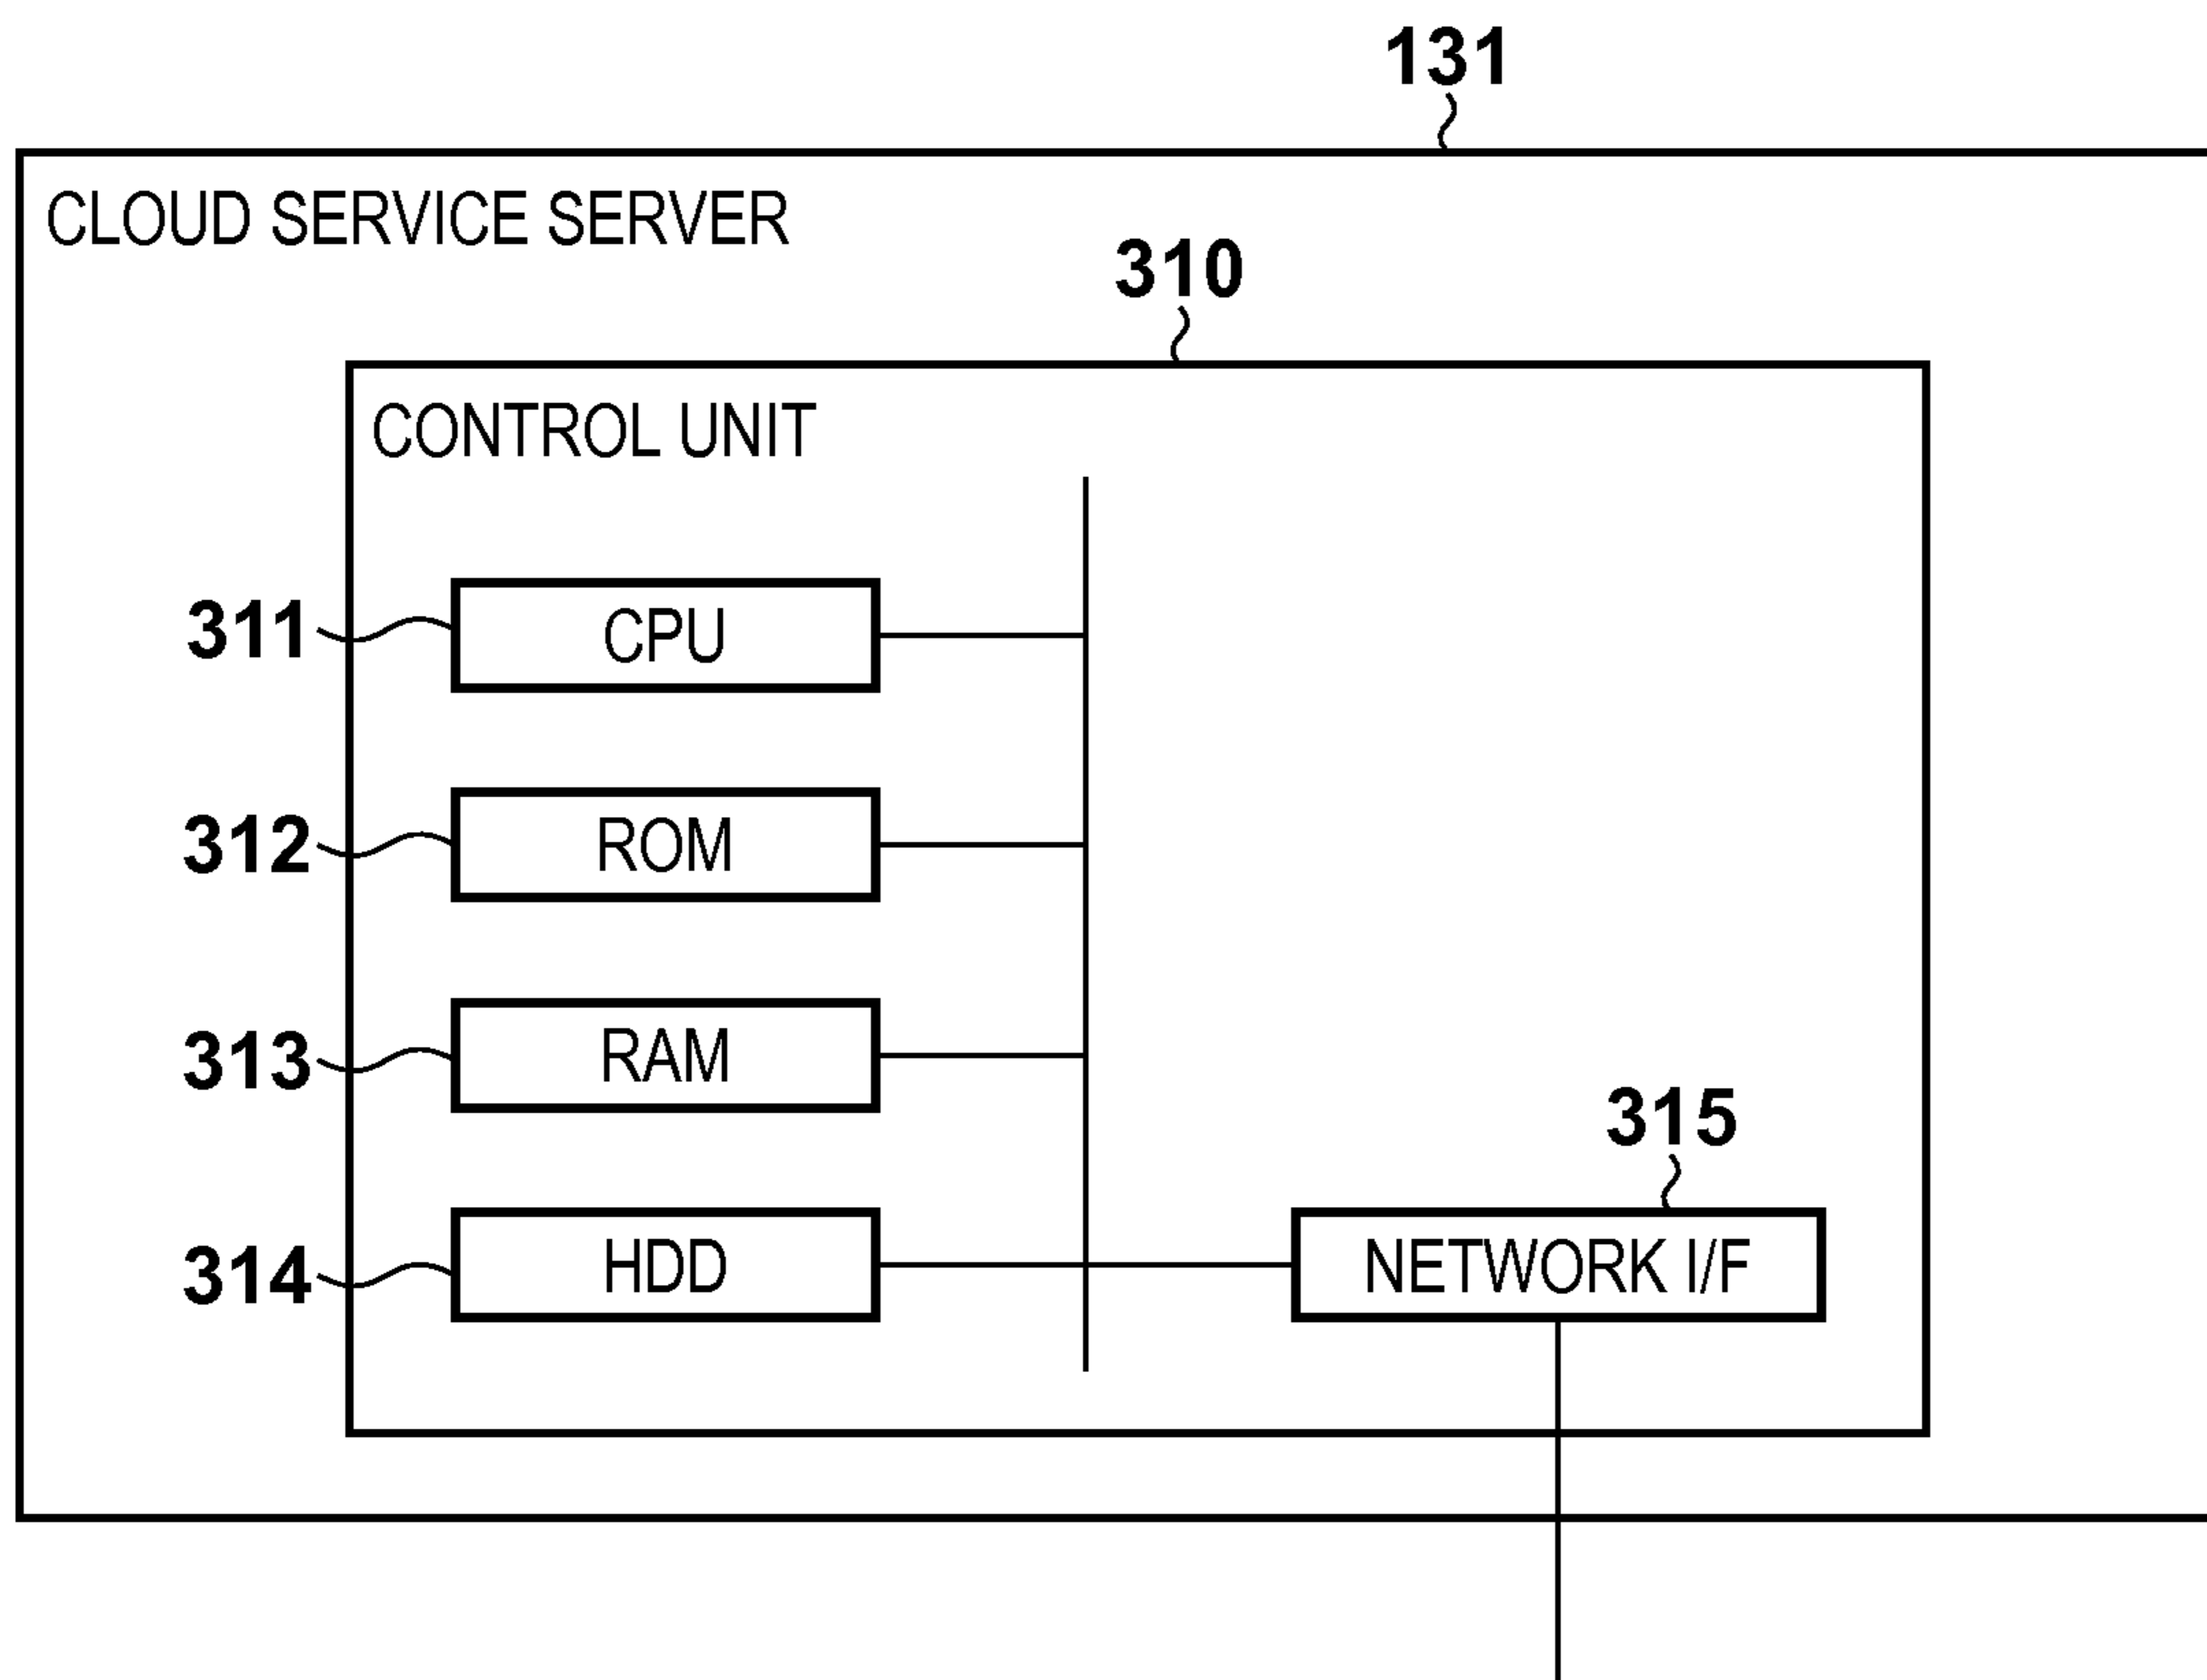 131
CLOUD SERVICE SERVER
310
CONTROL UNIT
311
CPU
312
ROM
313
RAM
315
314
HDD
NETWORK I/F